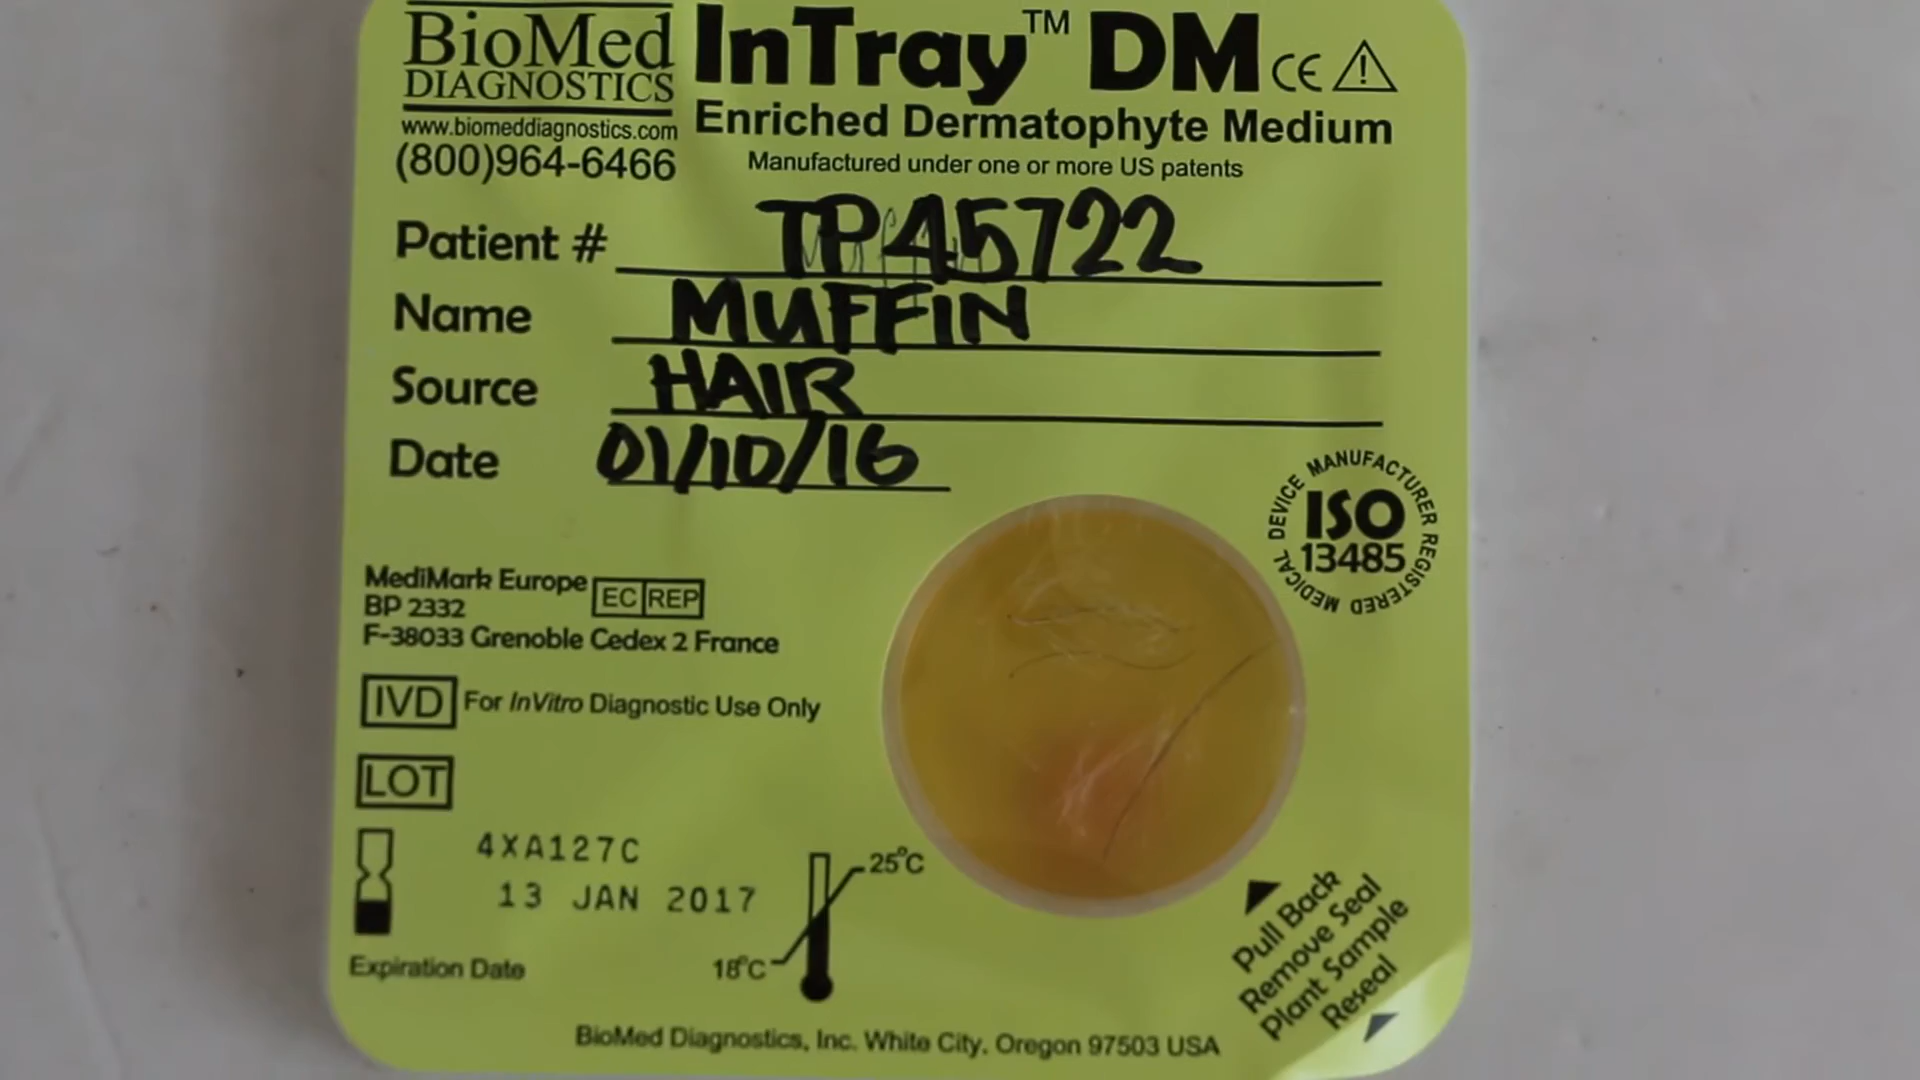 BioMed
DIAGNOSTICS
www.biomeddiagnostics.com
(800)964-6466
InTray™ DM CE
Enriched Dermatophyte Medium
Manufactured under one or more US patents
Patient # TP45722
Name MUFFIN
Source HAIR
Date 01/10/16
MEDICAL DEVICE MANUFACTURER REGISTERED
ISO
13485
MediMark Europe EC REP
BP 2332
F-38033 Grenoble Cedex 2 France
IVD For InVitro Diagnostic Use Only
LOT
4XA127C
13 JAN 2017
Expiration Date
25°C
18°C
Pull Back
Remove Seal
Plant Sample
Reseal
BioMed Diagnostics, Inc. White City, Oregon 97503 USA